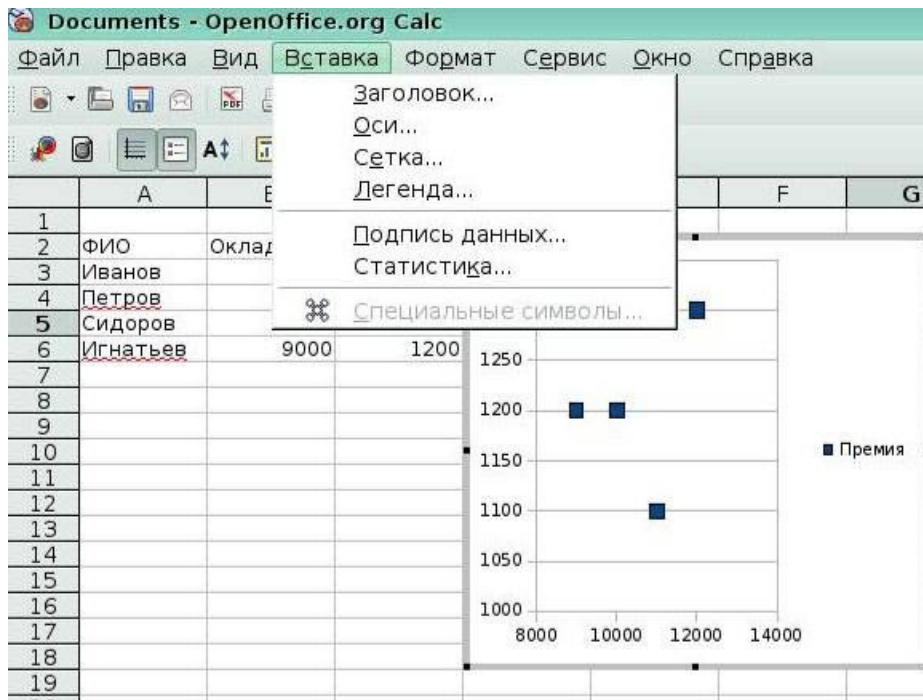 Documents - OpenOffice.org Calc
Файл Правка Вид Вставка Формат Сервис Окно Справка
Заголовок...
Оси...
Сетка...
Легенда...
Подпись данных...
Статистика...
Специальные символы...
PDF
A
A F G
1
2 ФИО Оклад
3 Иванов
4 Петров
5 Сидоров
6 Игнатьев 9000 1200
7
8
9
10
11
12
13
14
15
16
17
18
19
1250
1200
1150
1100
1050
1000
8000 10000 12000 14000
Премия